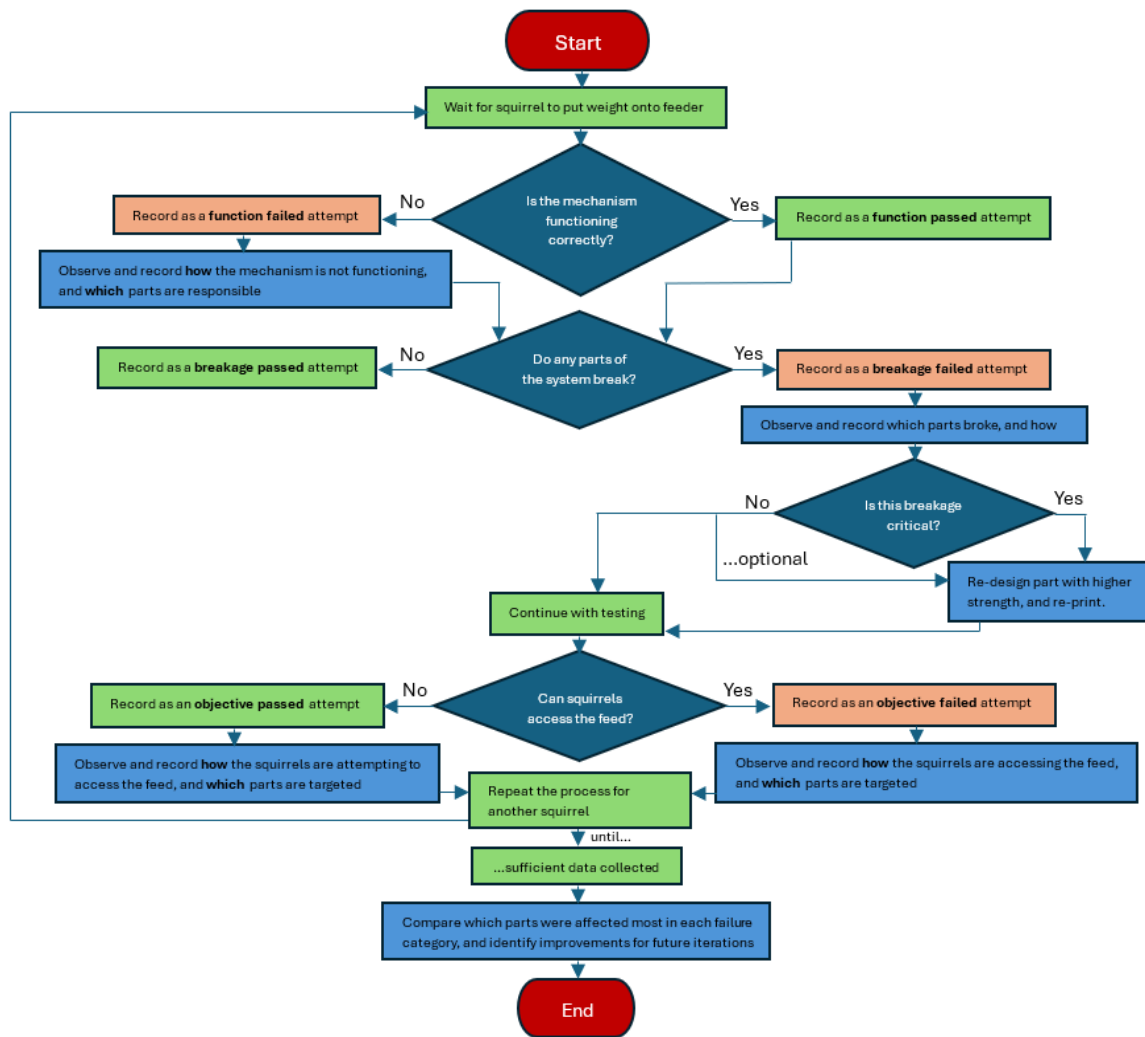 Start
Wait for squirrel to put weight onto feeder
No
Is the mechanism
functioning
correctly?
Yes
Record as a function failed attempt
Record as a function passed attempt
Observe and record how the mechanism is not functioning,
and which parts are responsible
No
Do any parts of
the system break?
Yes
Record as a breakage passed attempt
Record as a breakage failed attempt
Observe and record which parts broke, and how
No
Is this breakage
critical?
Yes
...optional
Re-design part with higher
strength, and re-print.
Continue with testing
No
Can squirrels
access the feed?
Yes
Record as an objective passed attempt
Record as an objective failed attempt
Observe and record how the squirrels are attempting to
access the feed, and which parts are targeted
Observe and record how the squirrels are accessing the feed,
and which parts are targeted
Repeat the process for
another squirrel
until...
...sufficient data collected
Compare which parts were affected most in each failure
category, and identify improvements for future iterations
End